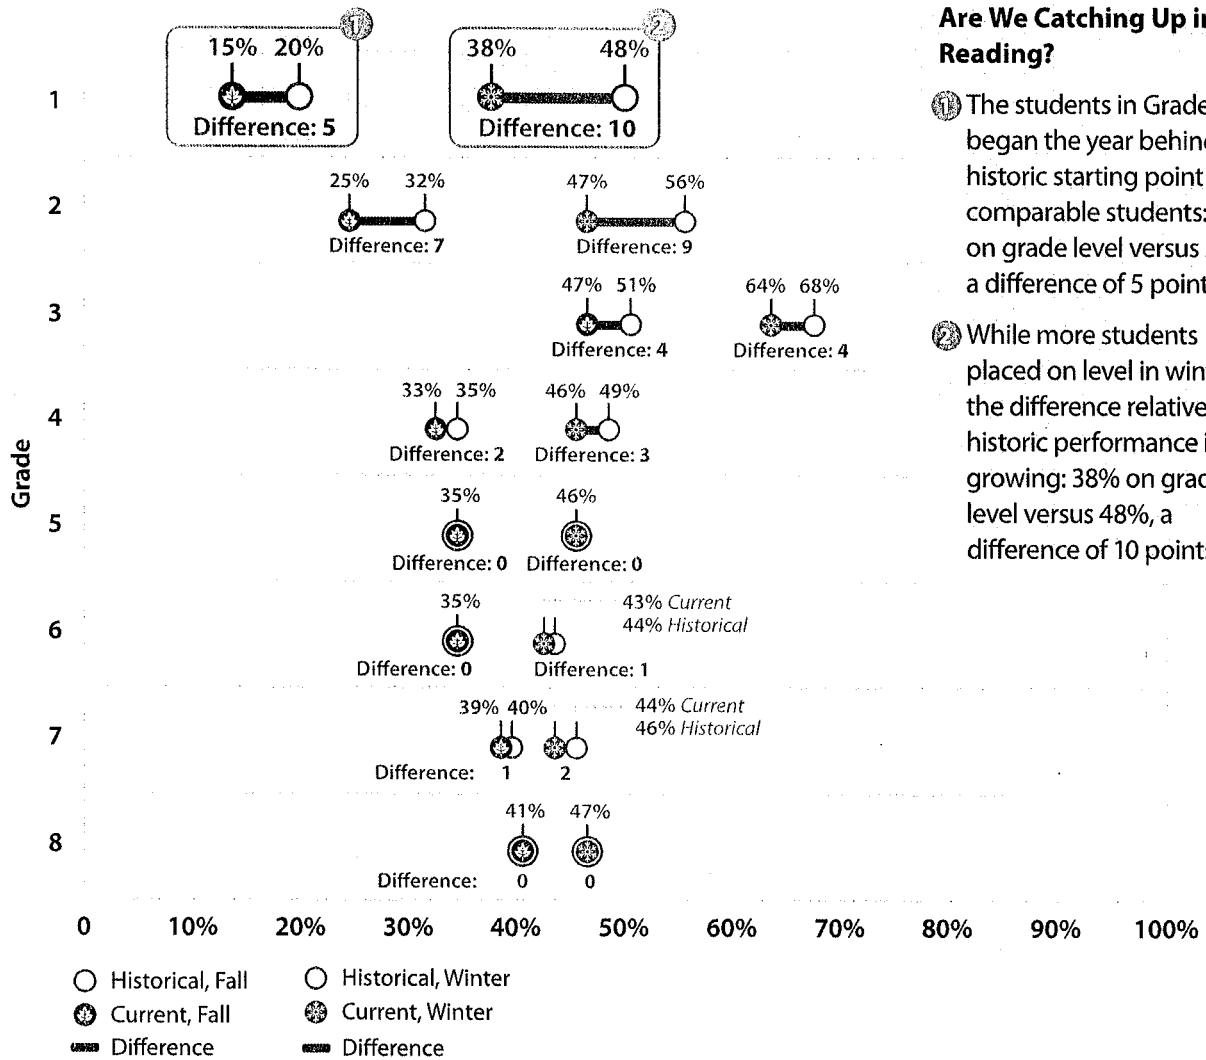 15% 20%
38% 48%
1
Difference: 5
Difference: 10
1
2
25% 32%
47% 56%
2
Difference: 7
Difference: 9
47% 51%
64% 68%
3
Difference: 4
Difference: 4
33% 35%
46% 49%
4
Difference: 2
Difference: 3
Grade
35%
46%
5
Difference: 0
Difference: 0
35%
43% Current
44% Historical
6
Difference: 0
Difference: 1
39% 40%
44% Current
46% Historical
7
Difference: 1 2
41% 47%
8
Difference: 0 0
0 10% 20% 30% 40% 50% 60% 70% 80% 90% 100%
Historical, Fall
Current, Fall
Difference
Historical, Winter
Current, Winter
Difference
Are We Catching Up in
Reading?
1 The students in Grade
began the year
historic starting point
comparable students:
on grade level versus
a difference of 5
2 While more students
placed on level in
the difference relative
historic performance
growing: 38% on
level versus 48%, a
difference of 10